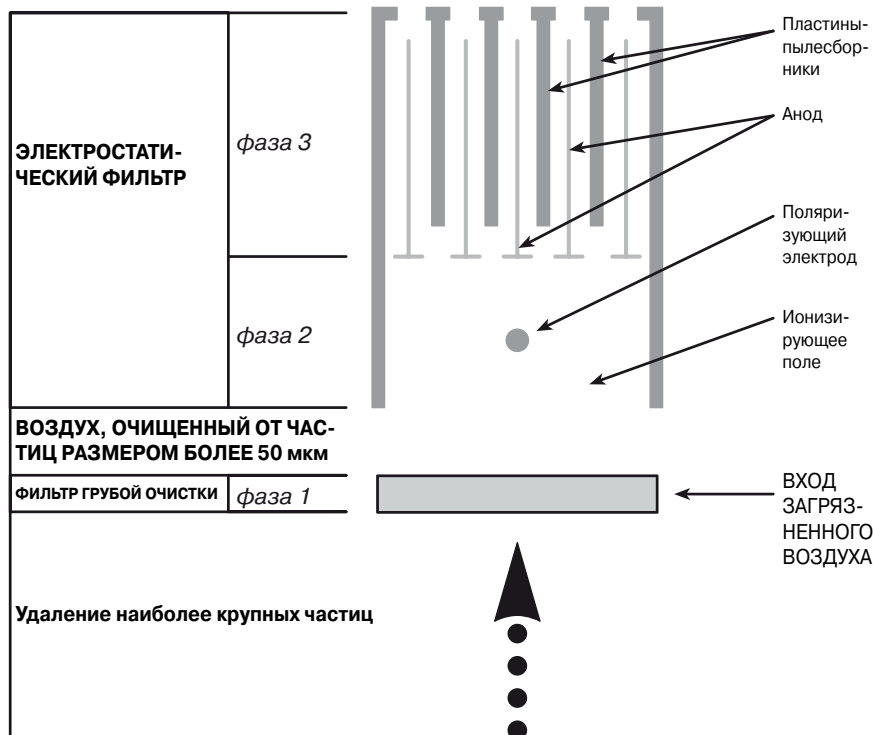 ЭЛЕКТРОСТАТИ-
ЧЕСКИЙ ФИЛЬТР
фаза 3
фаза 2
ВОЗДУХ, ОЧИЩЕННЫЙ ОТ ЧАС-
ТИЦ РАЗМЕРОМ БОЛЕЕ 50 мкм
ФИЛЬТР ГРУБОЙ ОЧИСТКИ
фаза 1
Удаление наиболее крупных частиц
Пластины-
пылесбор-
ники
Анод
Поляри-
зующий
электрод
Ионизи-
рующее
поле
ВХОД
ЗАГРЯЗ-
НЕННОГО
ВОЗДУХА